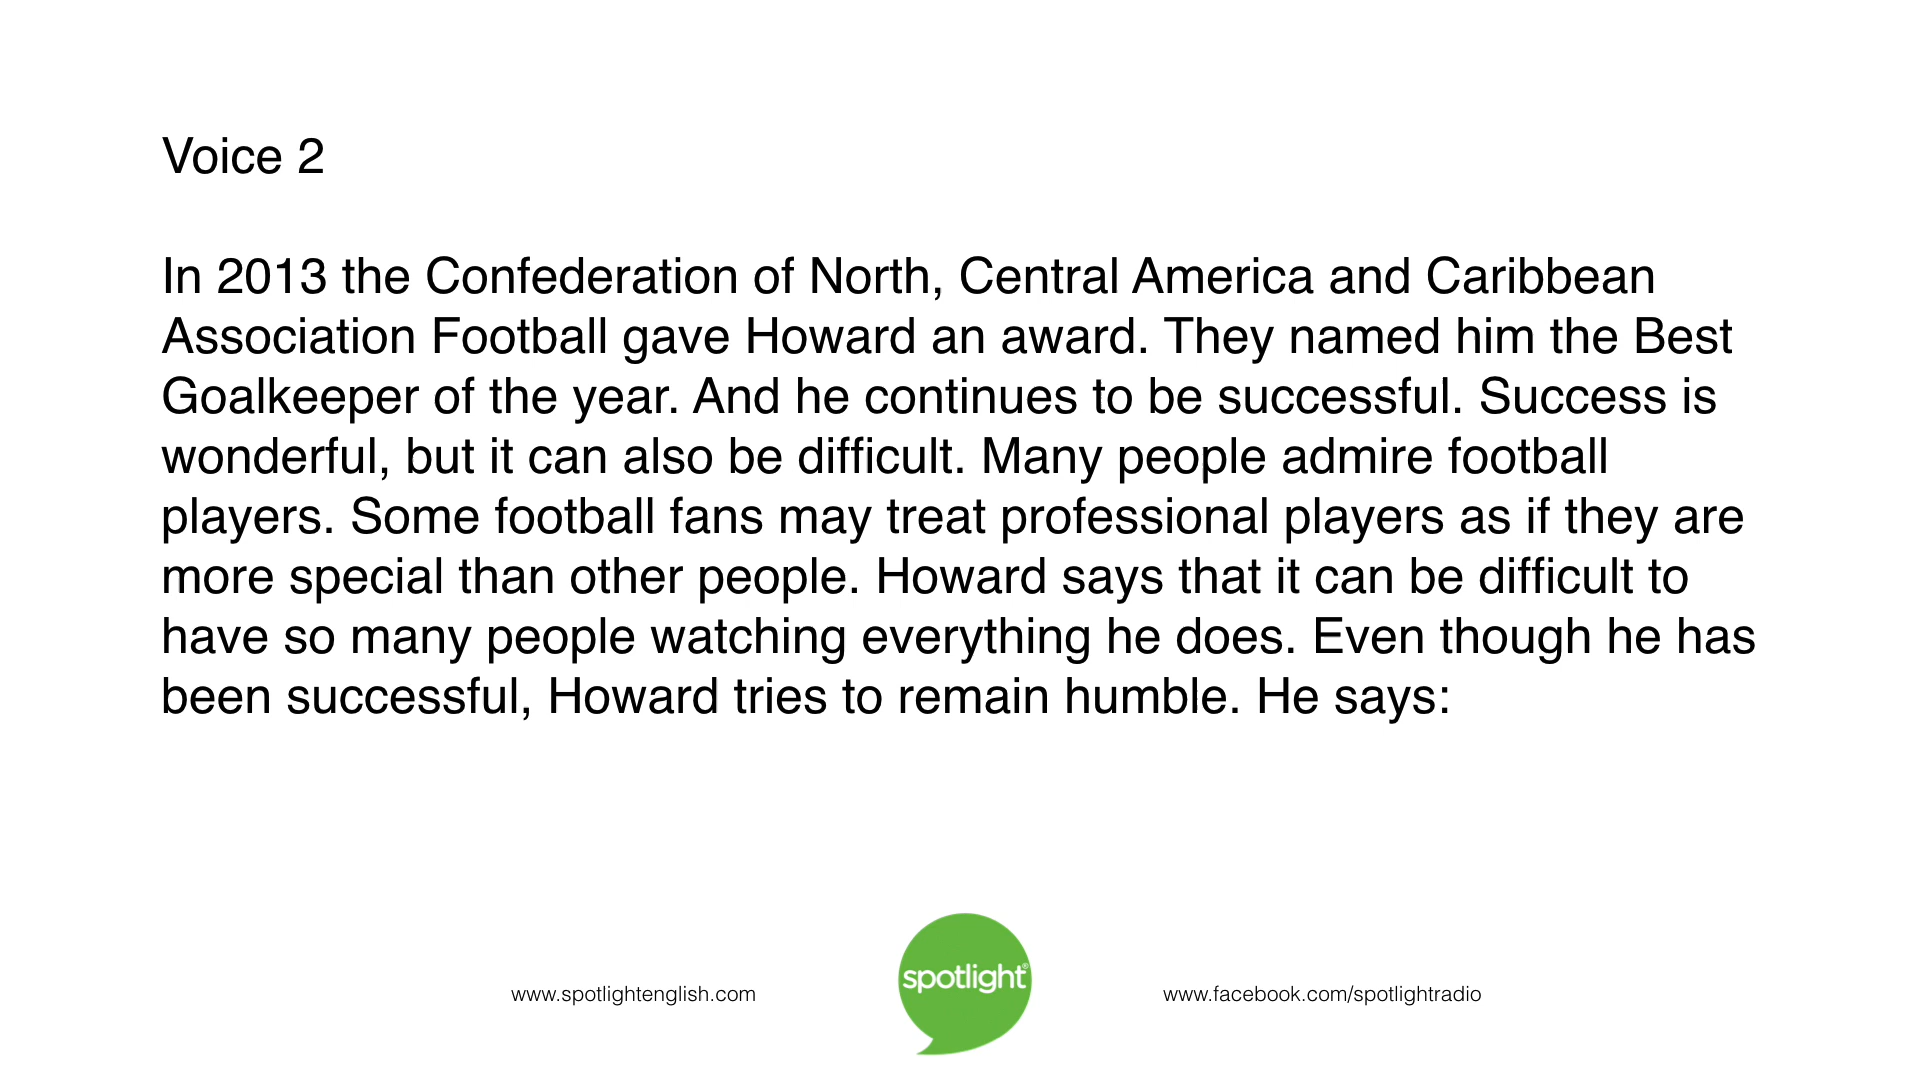 Voice 2
In 2013 the Confederation of North, Central America and Caribbean
Association Football gave Howard an award. They named him the Best
Goalkeeper of the year. And he continues to be successful. Success is
wonderful, but it can also be difficult. Many people admire football
players. Some football fans may treat professional players as if they are
more special than other people. Howard says that it can be difficult to
have so many people watching everything he does. Even though he has
been successful, Howard tries to remain humble. He says:
www.spotlightenglish.com
spotlight®
www.facebook.com/spotlightradio